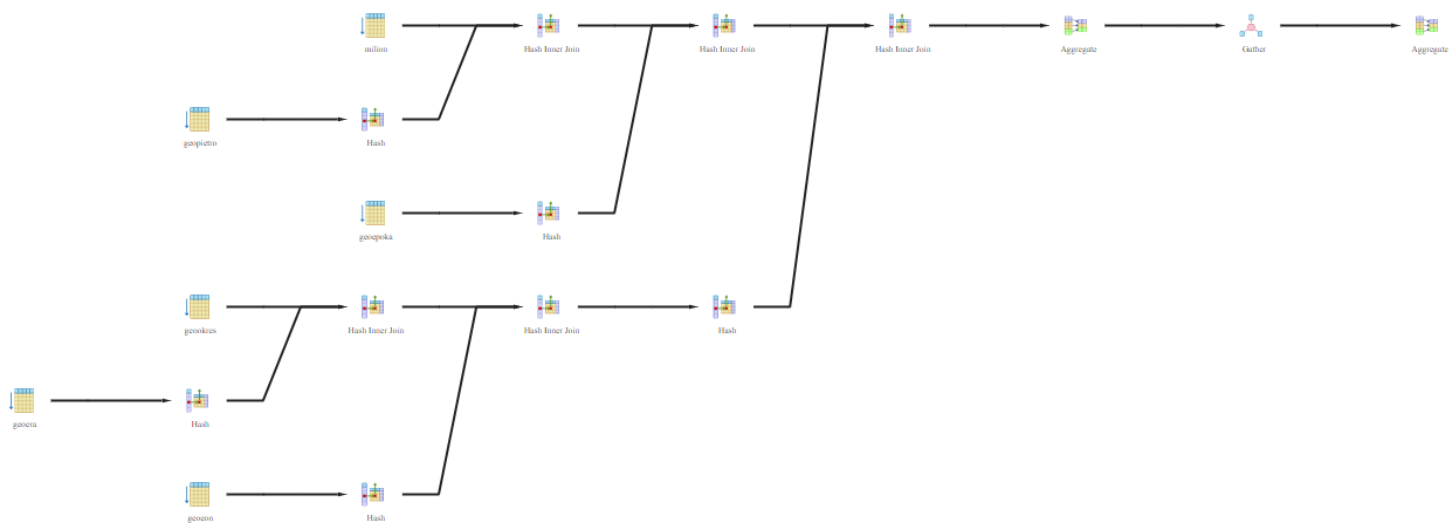 milion
Hash Inner Join
Hash Inner Join
Hash Inner Join
Aggregate
Gather
Aggregate
geopietro
Hash
geoepoka
Hash
geookres
Hash Inner Join
Hash Inner Join
Hash
geoera
Hash
geoeon
Hash